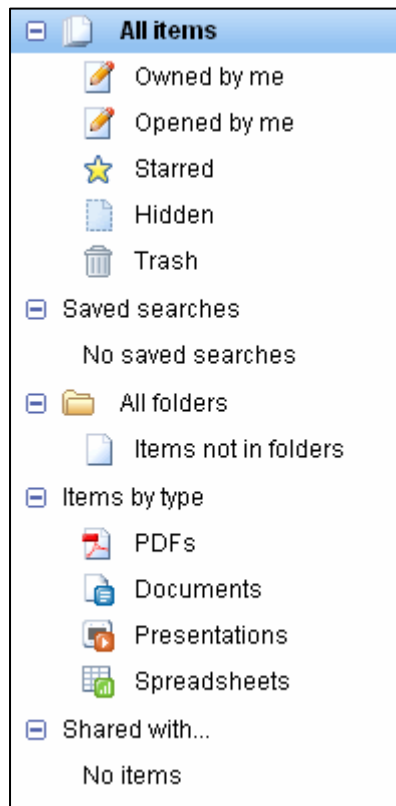 All items
Owned by me
Opened by me
Starred
Hidden
Trash
Saved searches
No saved searches
All folders
Items not in folders
Items by type
PDFs
Documents
Presentations
Spreadsheets
Shared with...
No items